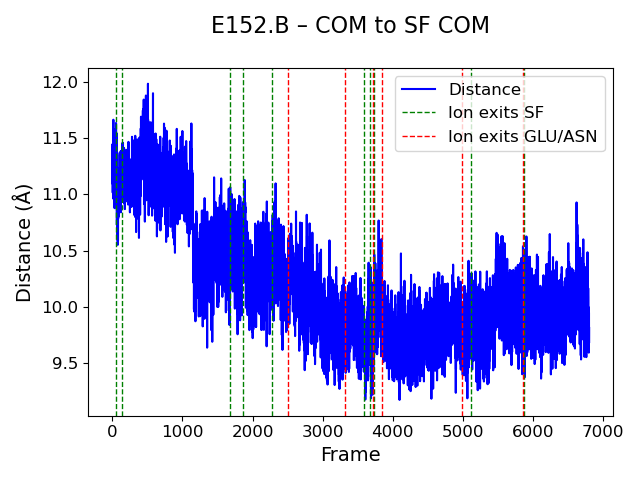 E152.B – COM to SF COM
Distance
Ion exits SF
Ion exits GLU/ASN
Distance (Å)
12.0
11.5
11.0
10.5
10.0
9.5
0 1000 2000 3000 4000 5000 6000 7000
Frame